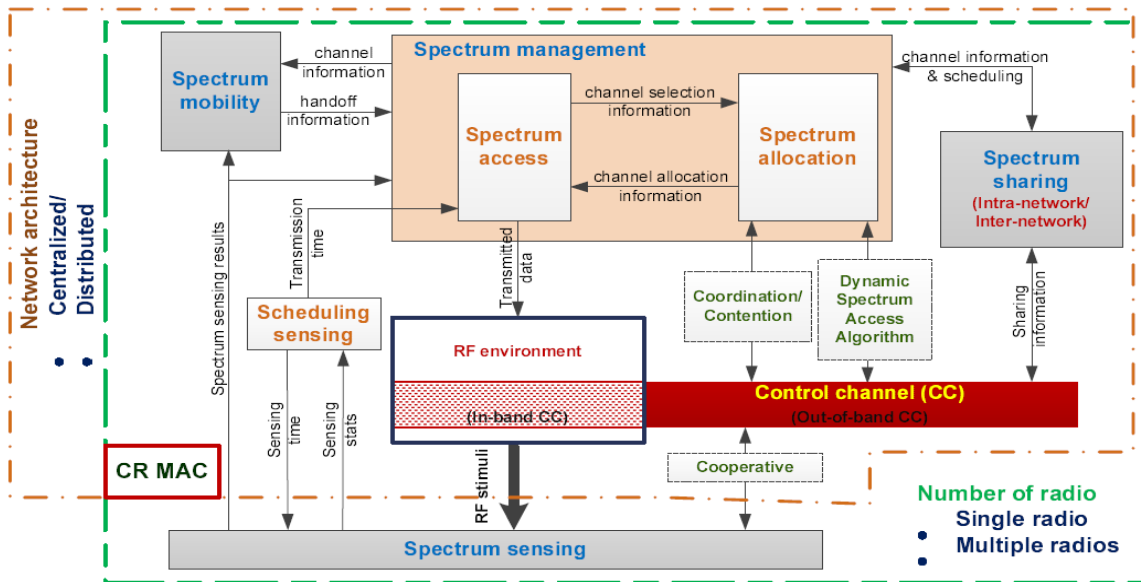 Spectrum management
channel
information
Spectrum
mobility
handoff
information
channel information
& scheduling
channel selection
information
Spectrum
access
Spectrum
allocation
channel allocation
information
Spectrum
sharing
(Intra-network/
Inter-network)
Network architecture
Centralized/
Distributed
Spectrum sensing results
Transmission
time
Transmitted
data
Scheduling
sensing
Coordination/
Contention
Dynamic
Spectrum
Access
Algorithm
Sharing
information
RF environment
(In-band CC)
Control channel (CC)
(Out-of-band CC)
Sensing
time
Sensing
stats
CR MAC
RF stimuli
Cooperative
Number of radio
• Single radio
• Multiple radios
Spectrum sensing